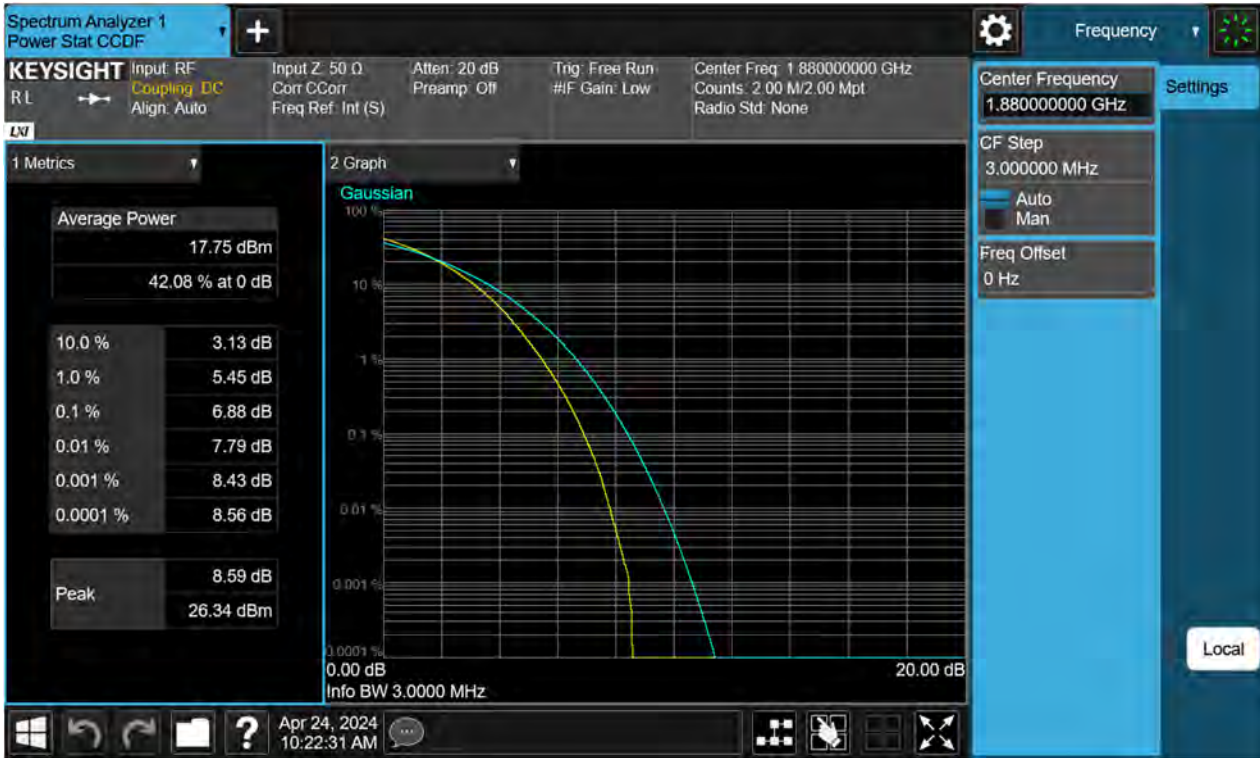 Spectrum Analyzer 1
Power Stat CCDF
+
Frequency
KEYSIGHT
RL
LXI
Input: RF
Coupling: DC
Align: Auto
Input Z: 50 Ω
Corr CCorr
Freq Ref: Int (S)
Atten: 20 dB
Preamp: Off
Trig: Free Run
#IF Gain: Low
Center Freq: 1.880000000 GHz
Counts: 2.00 M/2.00 Mpt
Radio Std: None
Center Frequency
1.880000000 GHz
Settings
CF Step
3.000000 MHz
Auto
Man
Freq Offset
0 Hz
Local
1 Metrics
Average Power
17.75 dBm
42.08 % at 0 dB
10.0 % 3.13 dB
1.0 % 5.45 dB
0.1 % 6.88 dB
0.01 % 7.79 dB
0.001 % 8.43 dB
0.0001 % 8.56 dB
Peak
8.59 dB
26.34 dBm
2 Graph
Gaussian
100 %
10 %
1 %
0.1 %
0.01 %
0.001 %
0.0001 %
0.00 dB 20.00 dB
Info BW 3.0000 MHz
?
Apr 24, 2024
10:22:31 AM